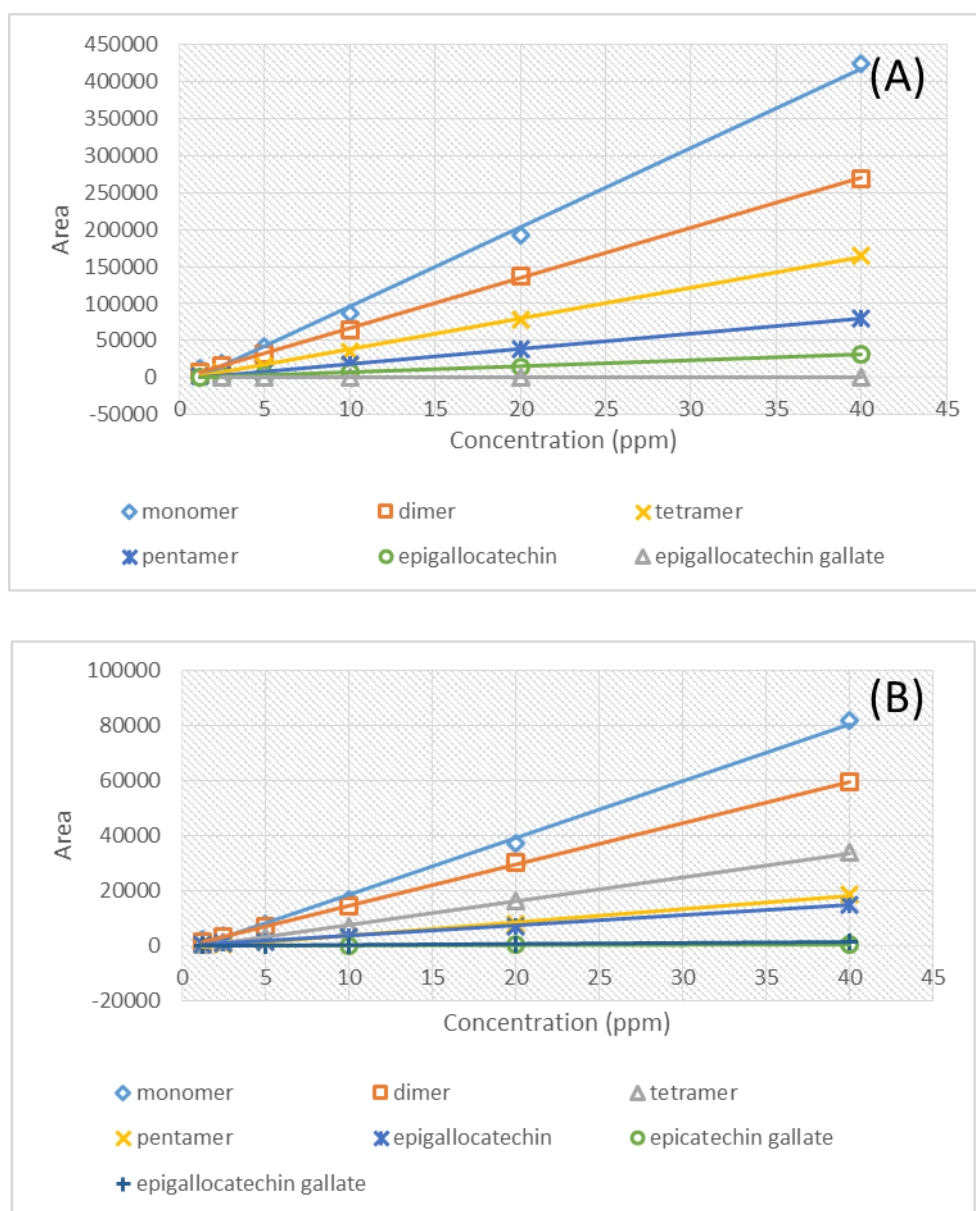 450000
(A)
400000
350000
300000
250000
200000
150000
100000
50000
0
-50000
Area
0 5 10 15 20 25 30 35 40 45
Concentration (ppm)
monomer dimer tetramer
pentamer epigallocatechin epigallocatechin gallate
100000
(B)
80000
60000
40000
20000
0
-20000
Area
0 5 10 15 20 25 30 35 40 45
Concentration (ppm)
monomer dimer tetramer
pentamer epigallocatechin epicatechin gallate
epigallocatechin gallate